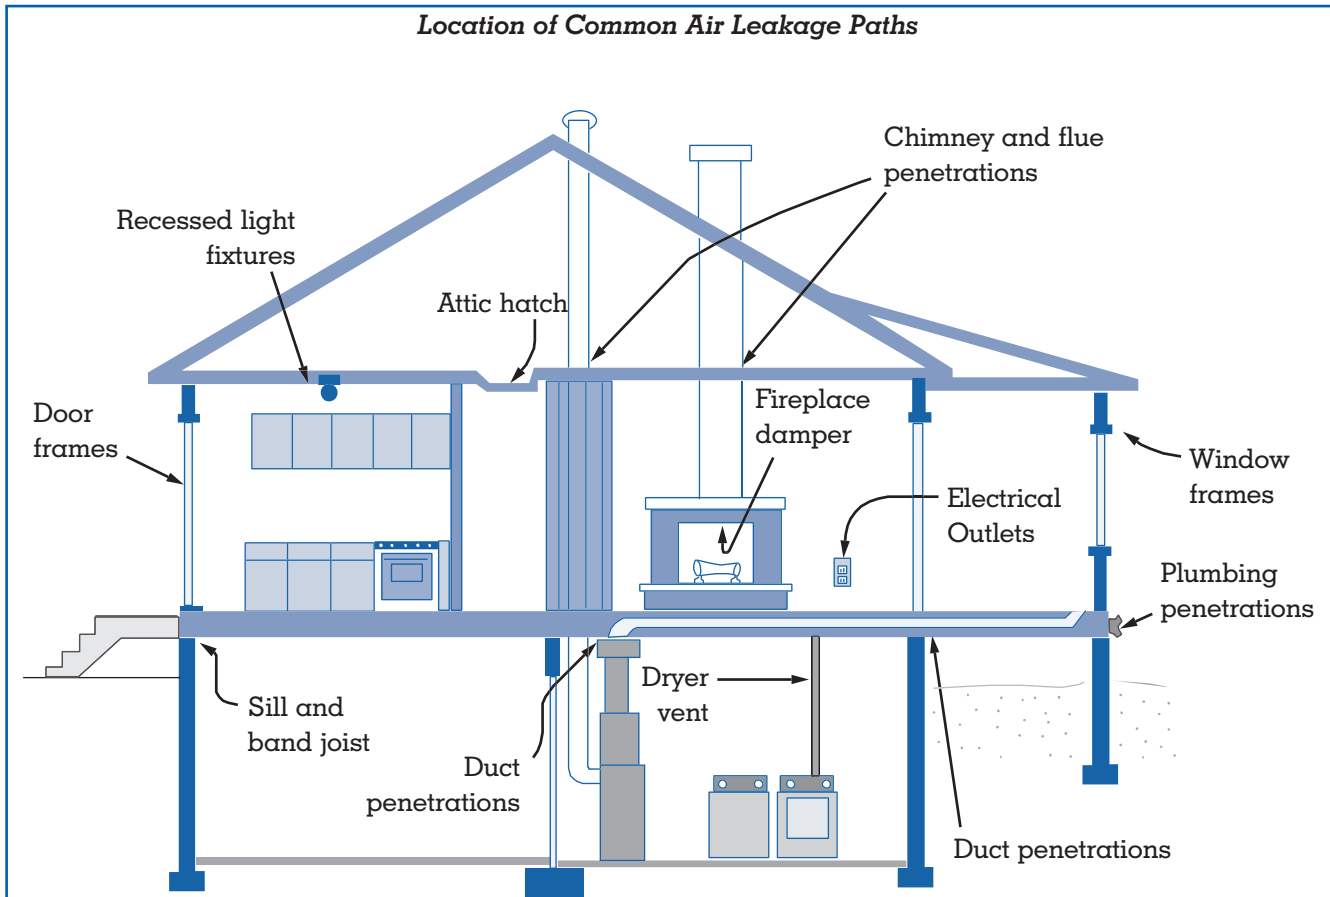 Location of Common Air Leakage Paths
Chimney and flue
penetrations
Recessed light
fixtures
Attic hatch
Door
frames
Fireplace
damper
Window
frames
Electrical
Outlets
Plumbing
penetrations
Sill and
band joist
Dryer
vent
Duct
penetrations
Duct penetrations